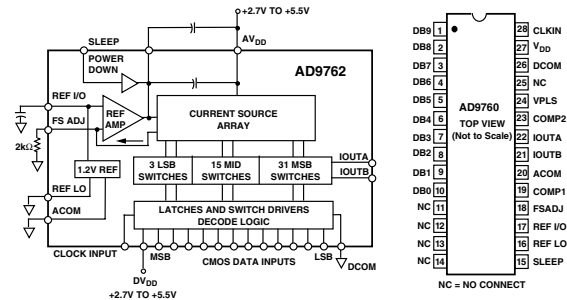 +2.7V TO +5.5V
SLEEP
AVDD
POWER
DOWN
AD9762
REF I/O
REF
AMP
CURRENT SOURCE
ARRAY
FS ADJ
2kΩ
1.2V REF
3 LSB
SWITCHES
15 MID
SWITCHES
31 MSB
SWITCHES
IOUTA
IOUTB
REF LO
ACOM
LATCHES AND SWITCH DRIVERS
DECODE LOGIC
CLOCK INPUT
MSB
CMOS DATA INPUTS
LSB
DCOM
DVDD
+2.7V TO +5.5V
AD9760
TOP VIEW
(Not to Scale)
DB9 1
DB8 2
DB7 3
DB6 4
DB5 5
DB4 6
DB3 7
DB2 8
DB1 9
DB0 10
NC 11
NC 12
NC 13
NC 14
28 CLKIN
27 VDD
26 DCOM
25 NC
24 VPLS
23 COMP2
22 IOUTA
21 IOUTB
20 ACOM
19 COMP1
18 FSADJ
17 REF I/O
16 REF LO
15 SLEEP
NC = NO CONNECT